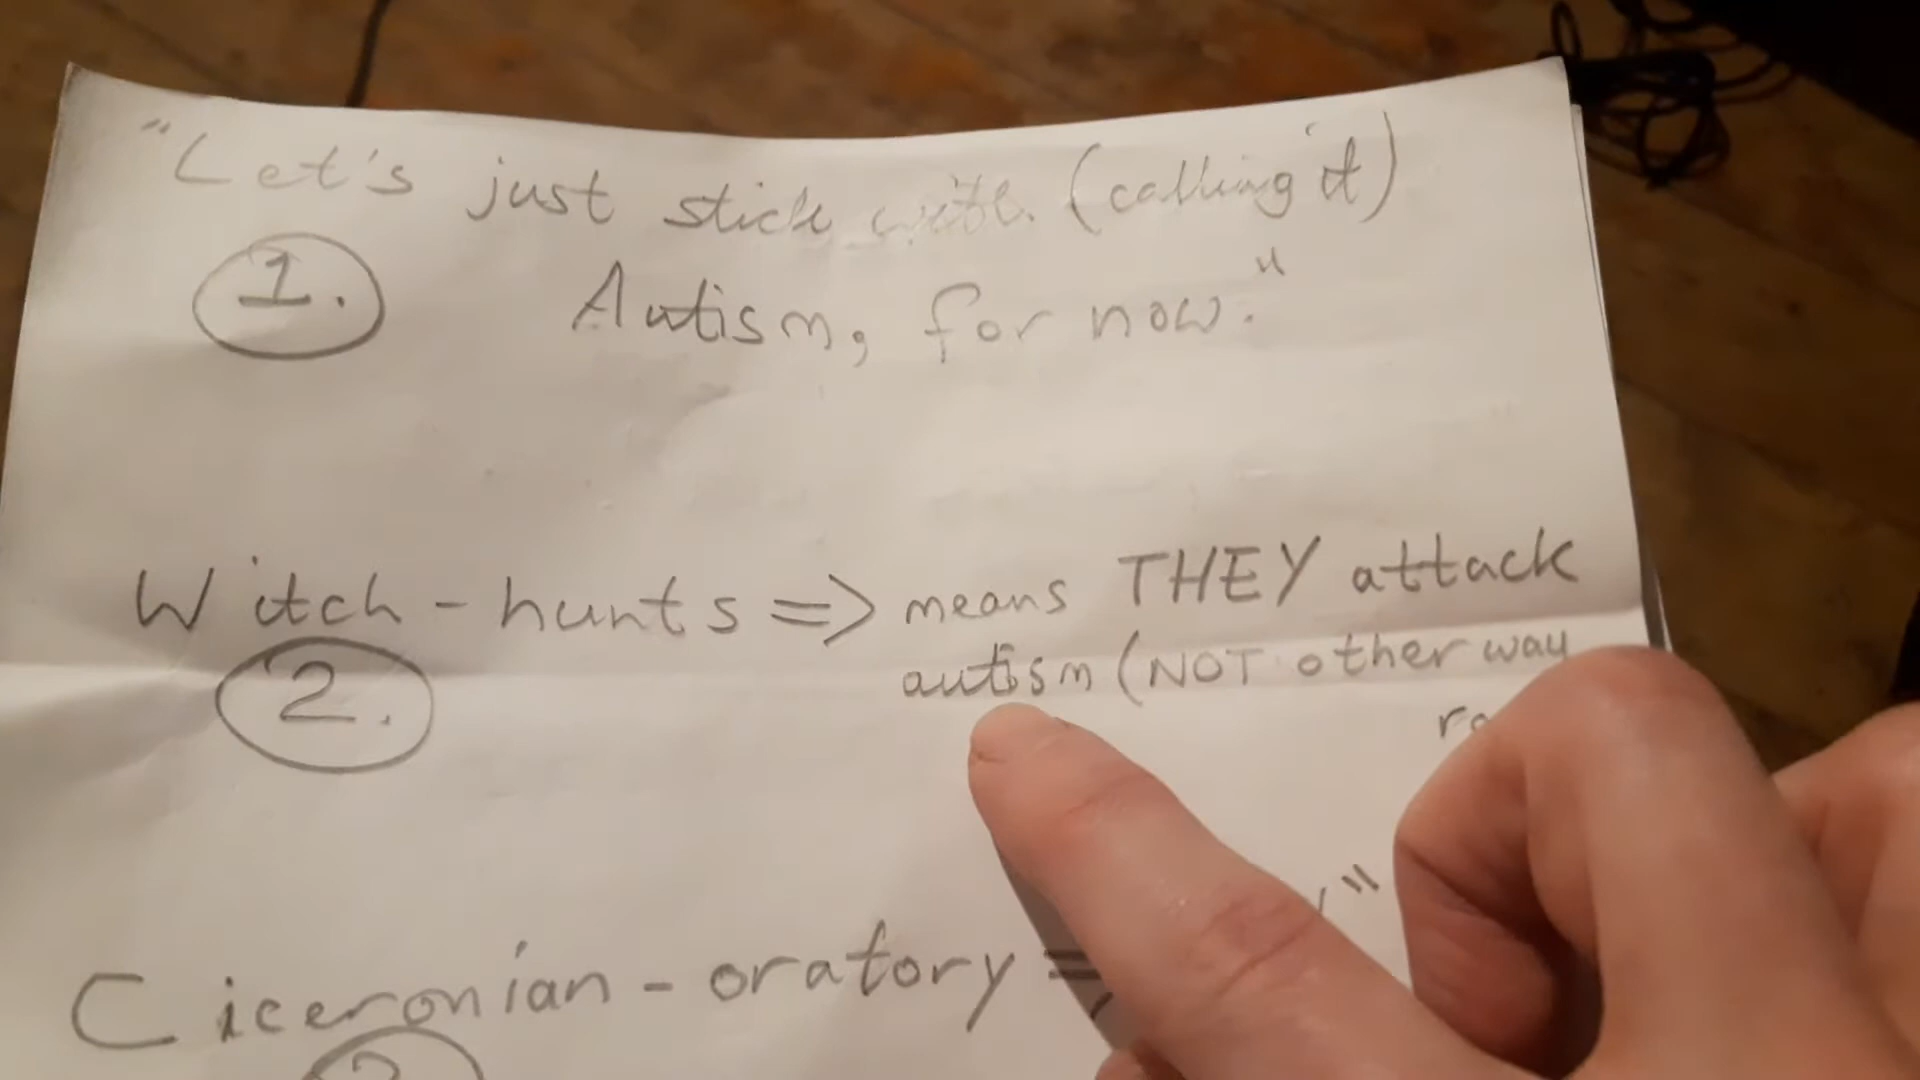 "Let's just stick with (calling it)
1. Autism, for now."
Witch-hunts => means THEY attack
2. autism (NOT other way
Ciceronian-oratory